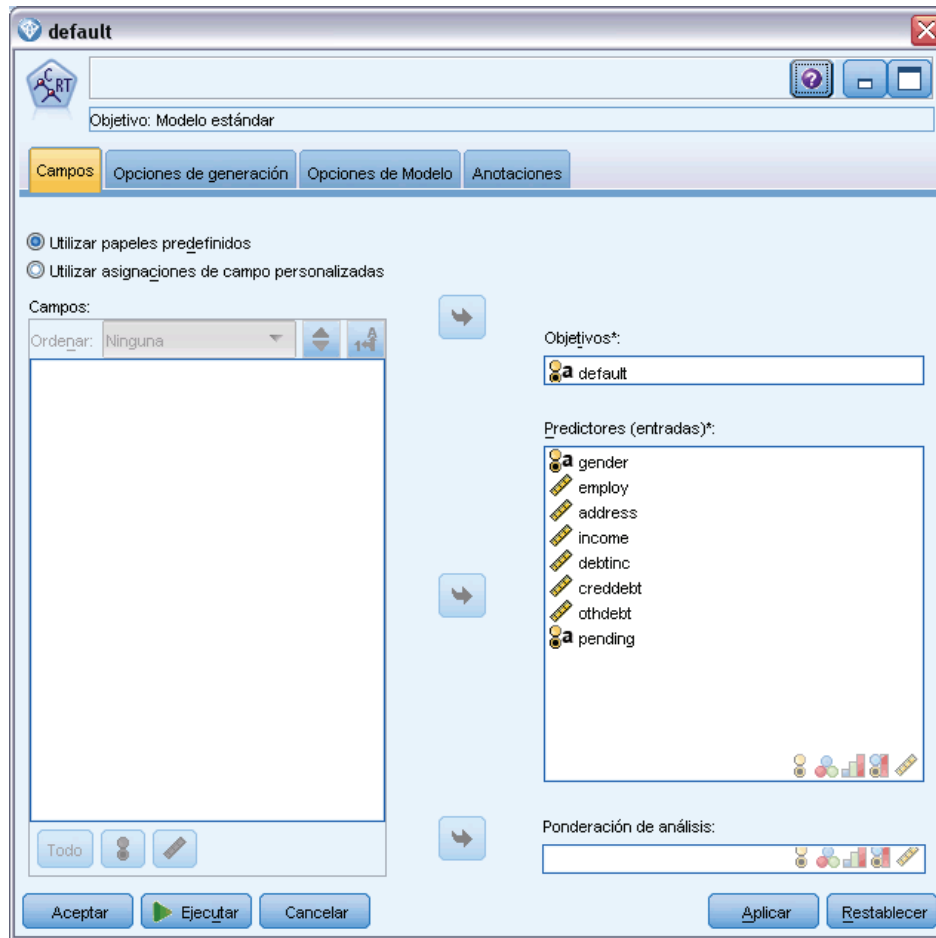 default
CRT
Objetivo: Modelo estándar
Campos Opciones de generación Opciones de Modelo Anotaciones
Utilizar papeles predefinidos
Utilizar asignaciones de campo personalizadas
Campos:
Ordenar: Ninguna
Objetivos*:
a default
Predictores (entradas)*:
a gender
employ
address
income
debtinc
creddebt
othdebt
a pending
Ponderación de análisis:
Todo
Aceptar Ejecutar Cancelar Aplicar Restablecer